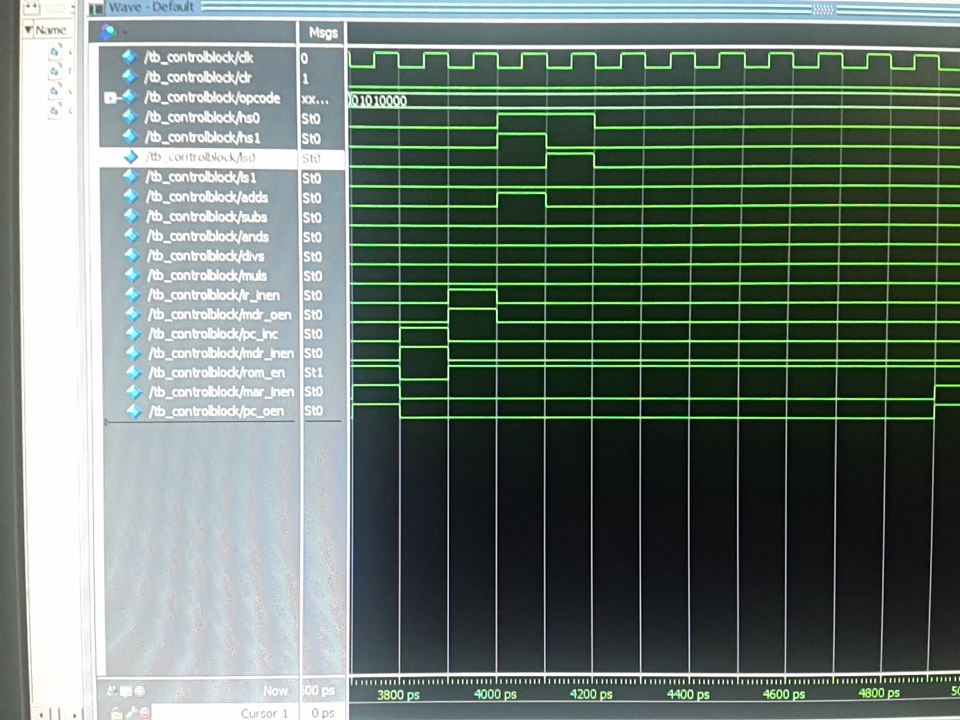 Wave - Default
Name
Msgs
/tb_controlblock/clk 0
/tb_controlblock/clr 1
/tb_controlblock/opcode xx... 01010000
/tb_controlblock/hs0 St0
/tb_controlblock/hs1 St0
/tb_controlblock/ls0 St0
/tb_controlblock/ls1 St0
/tb_controlblock/adds St0
/tb_controlblock/subs St0
/tb_controlblock/ands St0
/tb_controlblock/divs St0
/tb_controlblock/muls St0
/tb_controlblock/ir_inen St0
/tb_controlblock/mdr_oen St0
/tb_controlblock/pc_inc St0
/tb_controlblock/mdr_inen St0
/tb_controlblock/rom_en St1
/tb_controlblock/mar_inen St0
/tb_controlblock/pc_oen St0
Now 500 ps 3800 ps 4000 ps 4200 ps 4400 ps 4600 ps 4800 ps
Cursor 1 0 ps